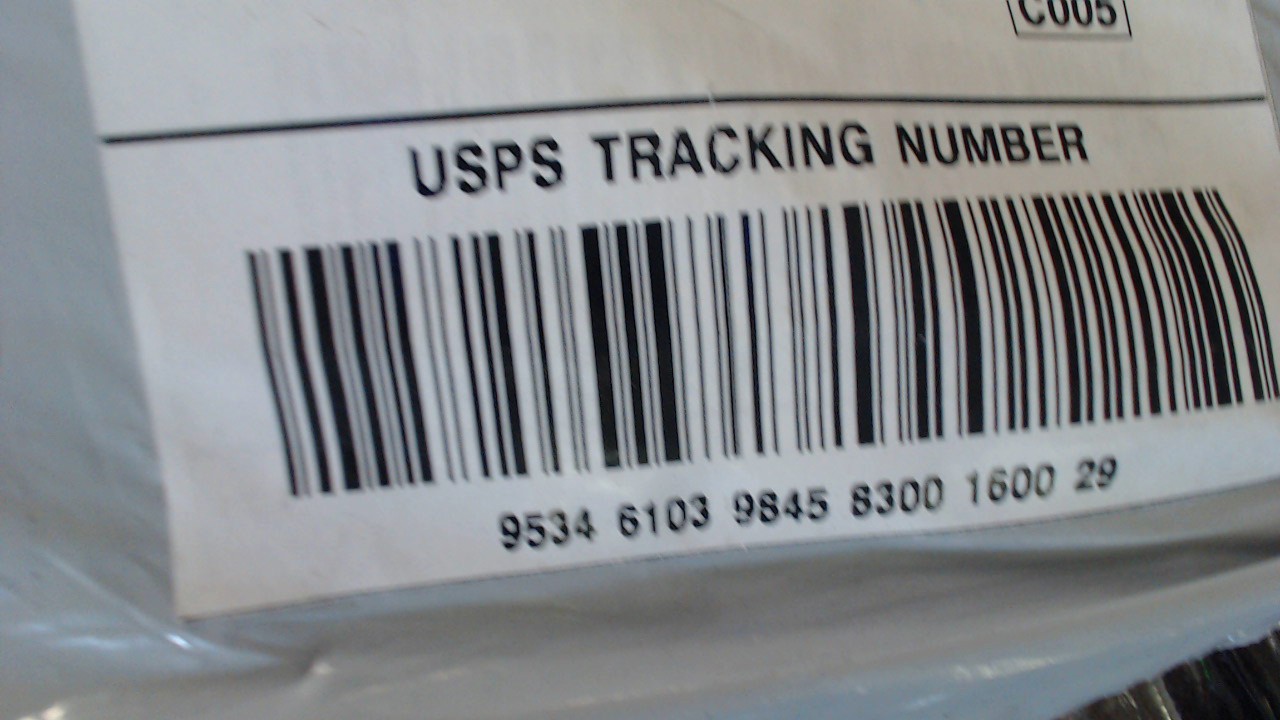 C005
USPS TRACKING NUMBER
9534 6103 9845 8300 1600 29